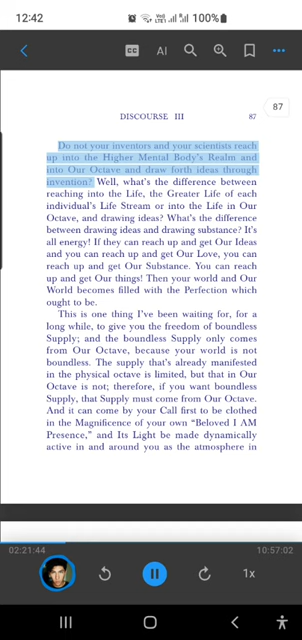 12:42
Vo)
LTE1
100%
CC
AI
87
DISCOURSE III 87
Do not your inventors and your scientists reach
up into the Higher Mental Body's Realm and
into Our Octave and draw forth ideas through
invention? Well, what's the difference between
reaching into the Life, the Greater Life of each
individual's Life Stream or into the Life in Our
Octave, and drawing ideas? What's the difference
between drawing ideas and drawing substance? It's
all energy! If they can reach up and get Our Ideas
and you can reach up and get Our Love, you can
reach up and get Our Substance. You can reach
up and get Our things! Then your world and Our
World becomes filled with the Perfection which
ought to be.
This is one thing I've been waiting for, for a
long while, to give you the freedom of boundless
Supply; and the boundless Supply only comes
from Our Octave, because your world is not
boundless. The supply that's already manifested
in the physical octave is limited, but that in Our
Octave is not; therefore, if you want boundless
Supply, that Supply must come from Our Octave.
And it can come by your Call first to be clothed
in the Magnificence of your own “Beloved I AM
Presence,” and Its Light be made dynamically
active in and around you as the atmosphere in
02:21:44 10:57:02
1x